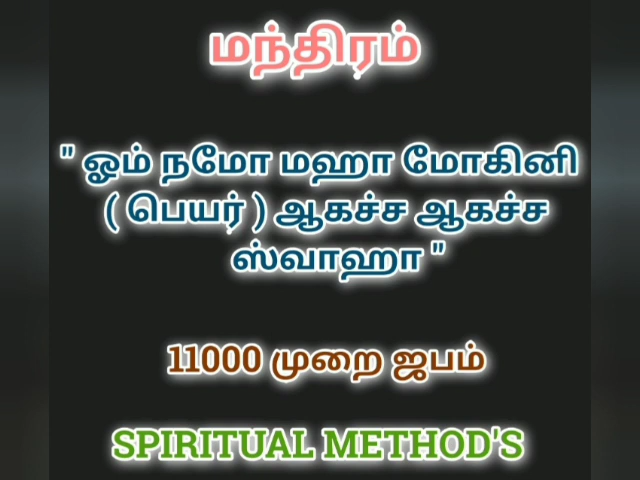 மந்திரம்
" ஓம் நமோ மஹா மோகினி
( பெயர் ) ஆகச்ச ஆகச்ச
ஸ்வாஹா "
11000 முறை ஜபம்
SPIRITUAL METHOD'S